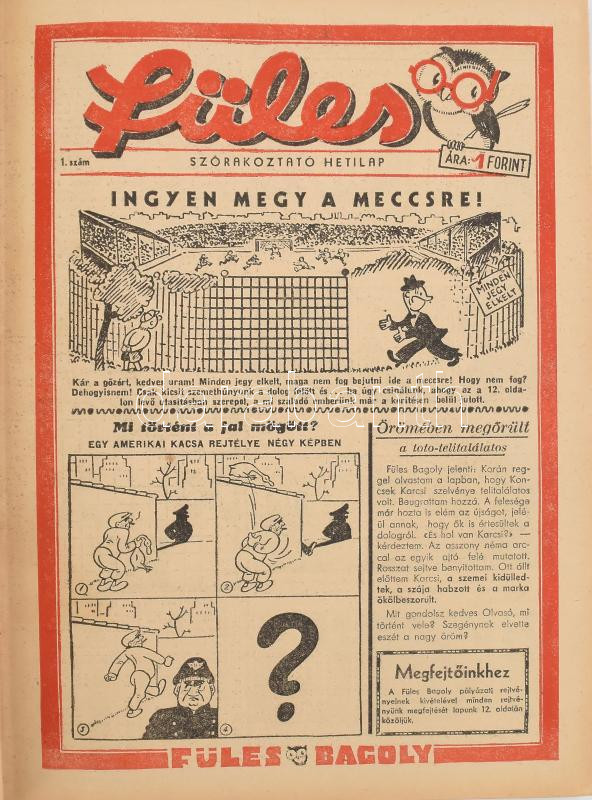 Füles
1. szám
SZÓRAKOZTATÓ HETILAP
ÁRA: 1 FORINT
INGYEN MEGY A MECCSRE!
MINDEN
JEGY
ELKELT
Kár a gőzért, kedves uram! Minden jegy elkelt, maga nem fog bejutni ide a meccsre! Hogy nem fog?
Dehogyisnem! Csak kicsit szemethúnyunk a dolog felett és ... ha úgy csinálunk, ahogy az a 12. olda-
lon lévő utasításban szerepel, a mi szaladó emberünk már a kerítésen belül jutott.
Mi történt a fal mögött?
EGY AMERIKAI KACSA REJTÉLYE NÉGY KÉPBEN
1
2
3
4
?
Örömében megőrült
a toto-telitalálatos
Füles Bagoly jelenti: Korán reg-
gel olvastam a lapban, hogy Kon-
csek Karcsi szelvénye telitalálatos
volt. Beugrottam hozzá. A felesége
már hozta is elém az újságot, jelé-
ül annak, hogy ők is értesültek a
dologról. «És hol van Karcsi?» —
kérdeztem. Az asszony néma arc-
cal az egyik ajtó felé mutatott.
Rosszat sejtve benyitottam. Ott állt
előttem Karcsi, a szemei kidülled-
tek, a szája habzott és a marka
ökölbeszorult.
Mit gondolsz kedves Olvasó, mi
történt vele? Szegénynek elvette
eszét a nagy öröm?
Megfejtőinkhez
A Füles Bagoly pályázati rejtvé-
nyeinek kivételével minden rejtvé-
nyünk megfejtését lapunk 12. oldalán
közöljük.
FÜLES BAGOLY